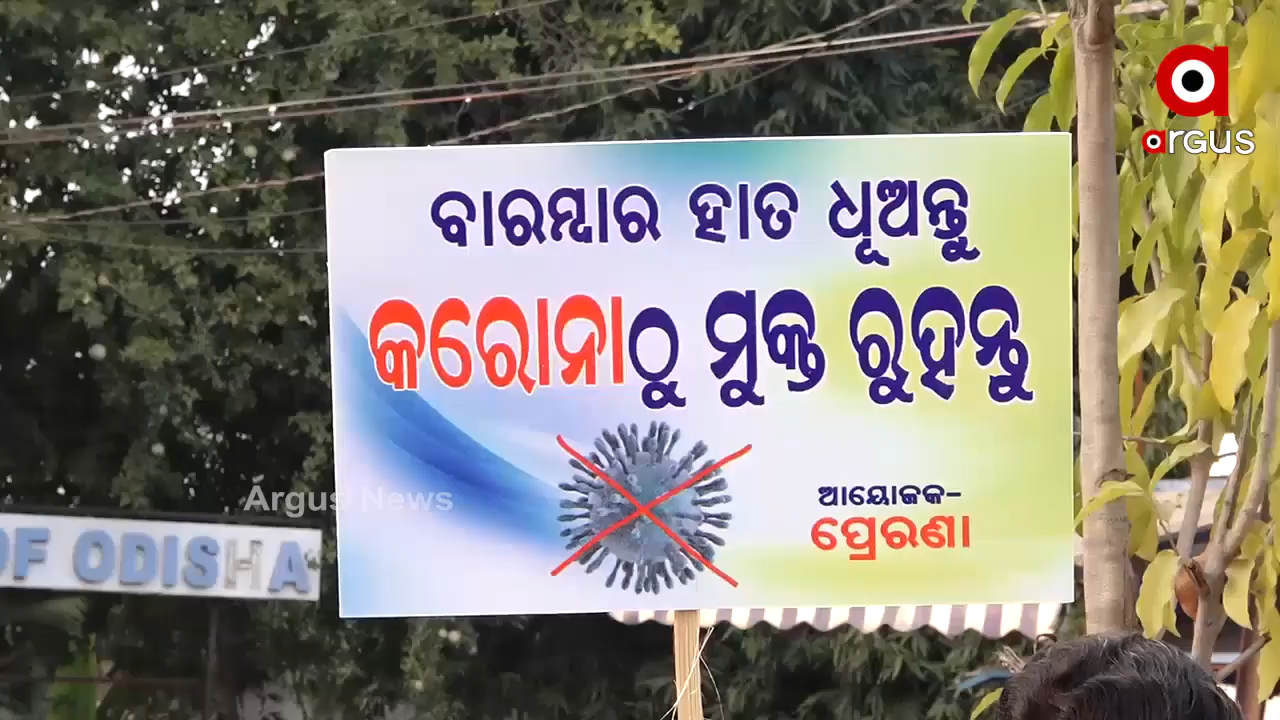 argus
ବାରମ୍ବାର ହାତ ଧୂଅନ୍ତୁ
କରୋନାଠୁ ମୁକ୍ତ ରୁହନ୍ତୁ
Argus News
ଆୟୋଜକ-
ପ୍ରେରଣା
OF ODISHA